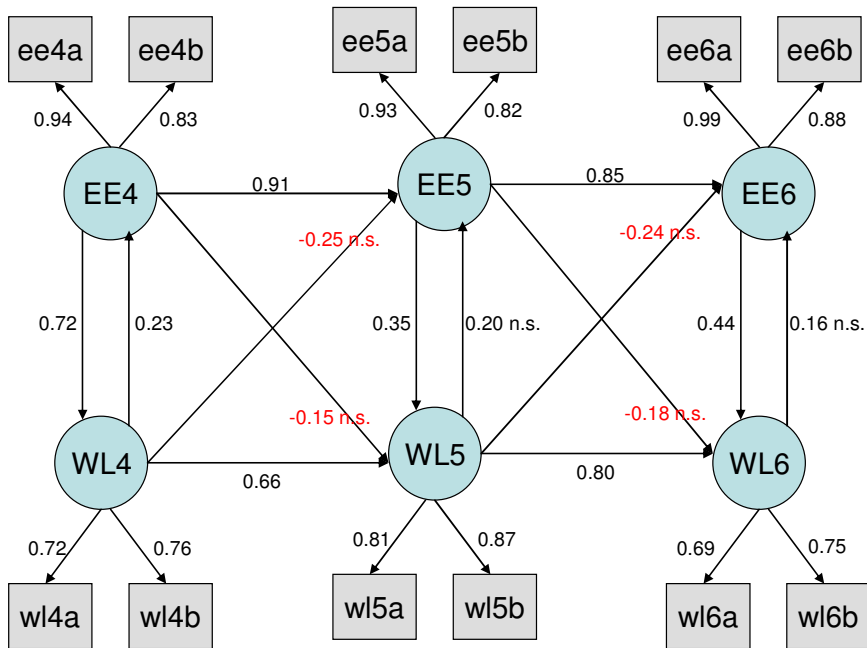 ee4a ee4b ee5a ee5b ee6a ee6b
0.94 0.83 0.93 0.82 0.99 0.88
EE4 EE5 EE6
0.91 0.85
-0.25 n.s. -0.24 n.s.
0.72 0.23 0.35 0.20 n.s. 0.44 0.16 n.s.
-0.15 n.s. -0.18 n.s.
WL4 WL5 WL6
0.66 0.80
0.72 0.76 0.81 0.87 0.69 0.75
wl4a wl4b wl5a wl5b wl6a wl6b